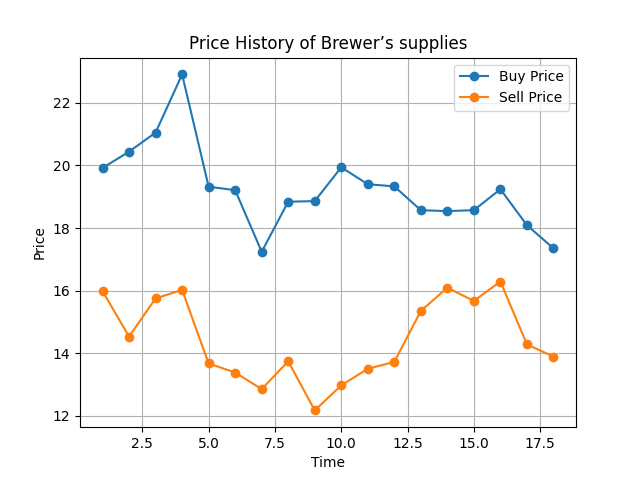 Price History of Brewer’s supplies
Buy Price
Sell Price
Price
22
20
18
16
14
12
2.5 5.0 7.5 10.0 12.5 15.0 17.5
Time